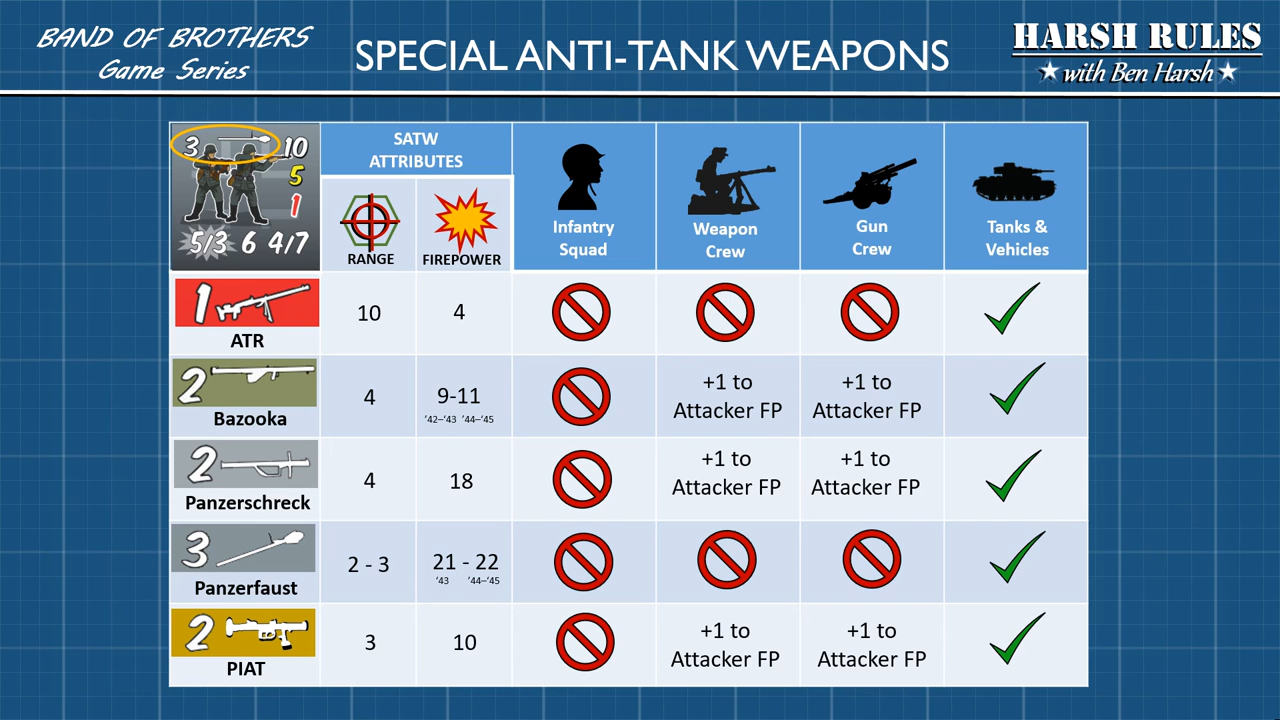 BAND OF BROTHERS
Game Series
SPECIAL ANTI-TANK WEAPONS
HARSH RULES
with Ben Harsh
3 10
5
1
5/3 6 4/7
SATW
ATTRIBUTES
RANGE
FIREPOWER
Infantry
Squad
Weapon
Crew
Gun
Crew
Tanks &
Vehicles
1
ATR
10
4
2
Bazooka
4
9-11
'42–'43 '44–'45
+1 to
Attacker FP
+1 to
Attacker FP
2
Panzerschreck
4
18
+1 to
Attacker FP
+1 to
Attacker FP
3
Panzerfaust
2 - 3
21 - 22
'43 '44–'45
2
PIAT
3
10
+1 to
Attacker FP
+1 to
Attacker FP